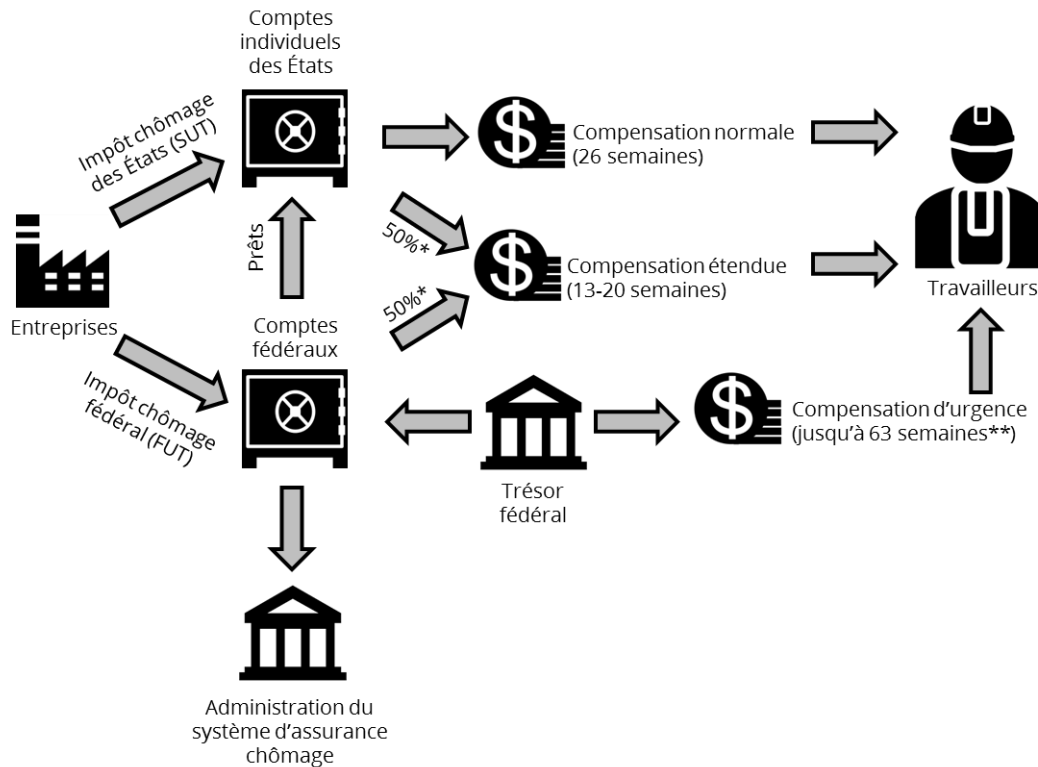 Comptes
individuels
des États
Impôt chômage
des États (SUT)
$
Compensation normale
(26 semaines)
Prêts
50%*
$
Compensation étendue
(13-20 semaines)
Travailleurs
Entreprises
50%*
Comptes
fédéraux
Impôt chômage
fédéral (FUT)
$
Compensation d'urgence
(jusqu'à 63 semaines**)
Trésor
fédéral
Administration du
système d'assurance
chômage